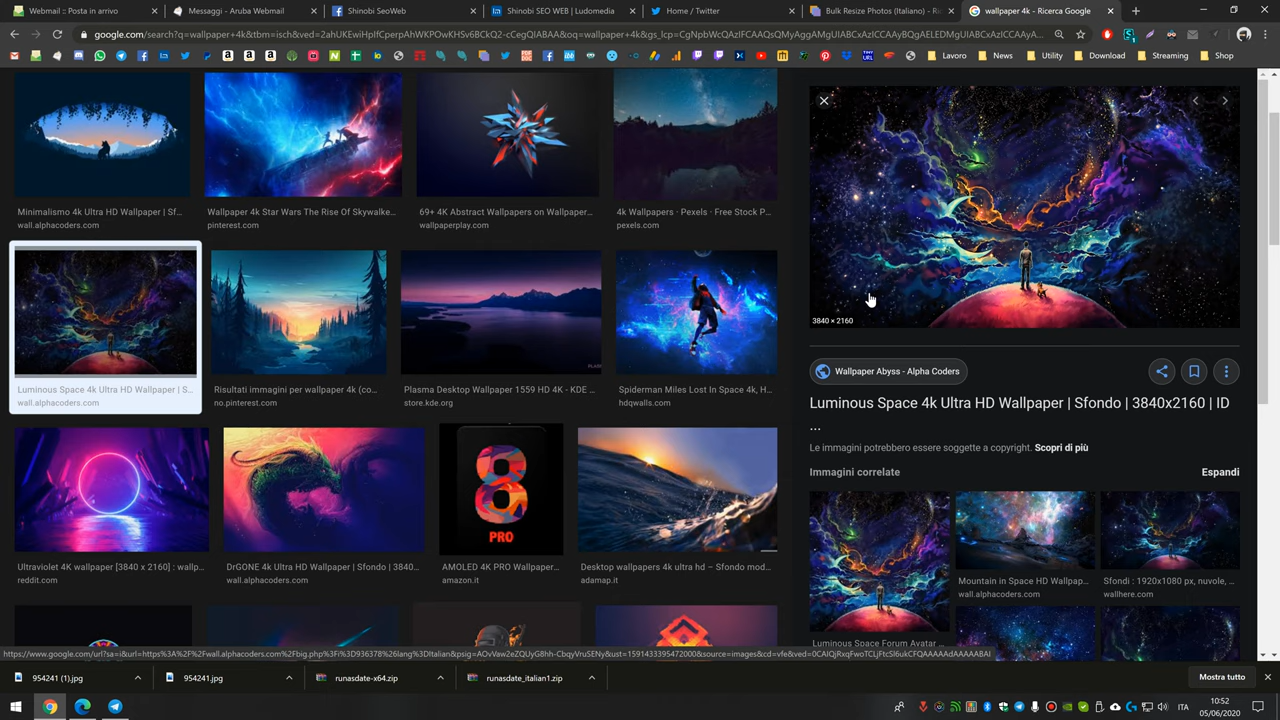 Webmail :: Posta in arrivo
Messaggi - Aruba Webmail
Shinobi SeoWeb
Shinobi SEO WEB | Ludomedia
Home / Twitter
Bulk Resize Photos (Italiano) - Ri
wallpaper 4k - Ricerca Google
Lavoro
News
Utility
Download
Streaming
Shop
Minimalismo 4k Ultra HD Wallpaper | Sf...
wall.alphacoders.com
Wallpaper 4k Star Wars The Rise Of Skywalke...
pinterest.com
69+ 4K Abstract Wallpapers on Wallpaper...
wallpaperplay.com
4k Wallpapers · Pexels · Free Stock P...
pexels.com
Luminous Space 4k Ultra HD Wallpaper | S...
wall.alphacoders.com
Risultati immagini per wallpaper 4k (co...
no.pinterest.com
Plasma Desktop Wallpaper 1559 HD 4K - KDE ...
store.kde.org
Spiderman Miles Lost In Space 4k, H...
hdqwalls.com
8
PRO
Ultraviolet 4K wallpaper [3840 x 2160] : wallp...
reddit.com
DrGONE 4k Ultra HD Wallpaper | Sfondo | 3840...
wall.alphacoders.com
AMOLED 4K PRO Wallpaper...
amazon.it
Desktop wallpapers 4k ultra hd – Sfondo mod...
adamap.it
3840 × 2160
Wallpaper Abyss - Alpha Coders
Luminous Space 4k Ultra HD Wallpaper | Sfondo | 3840x2160 | ID
...
Le immagini potrebbero essere soggette a copyright. Scopri di più
Immagini correlate
Espandi
Luminous Space Forum Avatar
Mountain in Space HD Wallpap...
wall.alphacoders.com
Sfondi : 1920x1080 px, nuvole, ...
wallhere.com
954241 (1).jpg
954241.jpg
runasdate-x64.zip
runasdate_italian1.zip
Mostra tutto
ITA
10:52
05/06/2020